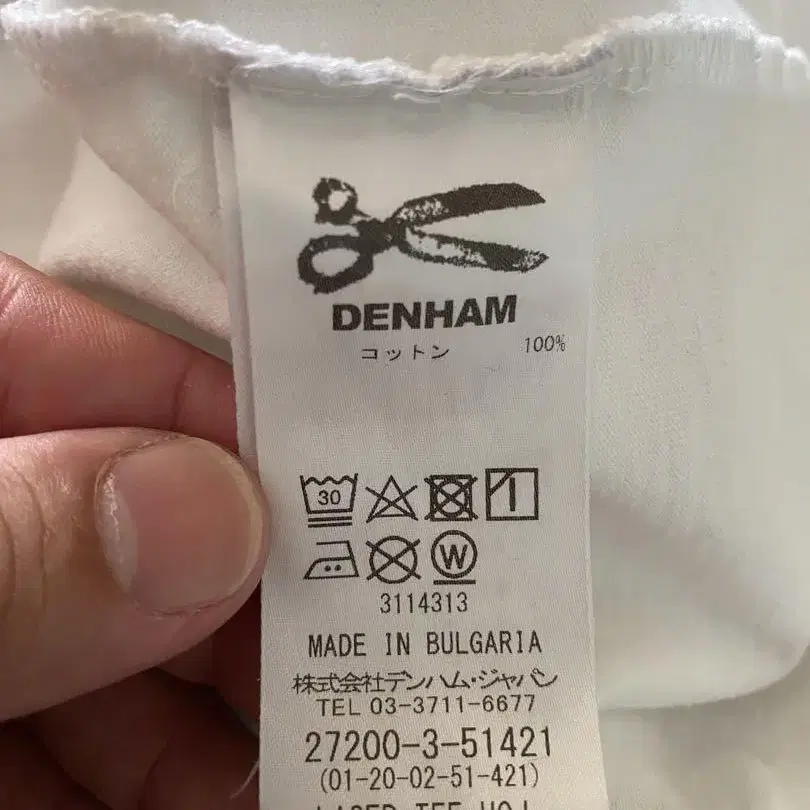 DENHAM
コットン 100%
30
W
3114313
MADE IN BULGARIA
株式会社デンハム・ジャパン
TEL 03-3711-6677
27200-3-51421
(01-20-02-51-421)